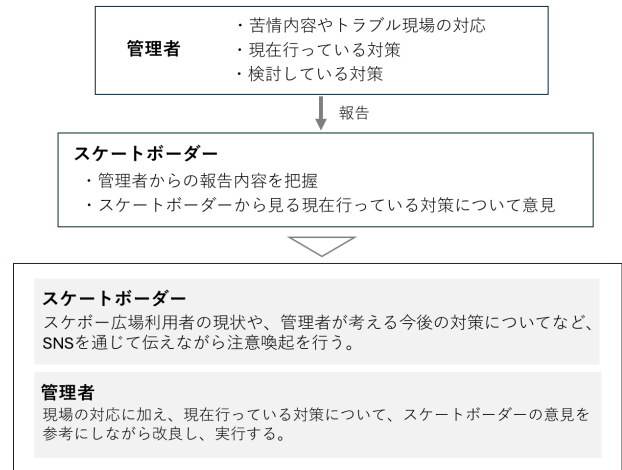 管理者
・苦情内容やトラブル現場の対応
・現在行っている対策
・検討している対策
報告
スケートボーダー
・管理者からの報告内容を把握
・スケートボーダーから見る現在行っている対策について意見
スケートボーダー
スケボー広場利用者の現状や、管理者が考える今後の対策についてなど、
SNSを通じて伝えながら注意喚起を行う。
管理者
現場の対応に加え、現在行っている対策について、スケートボーダーの意見を
参考にしながら改良し、実行する。